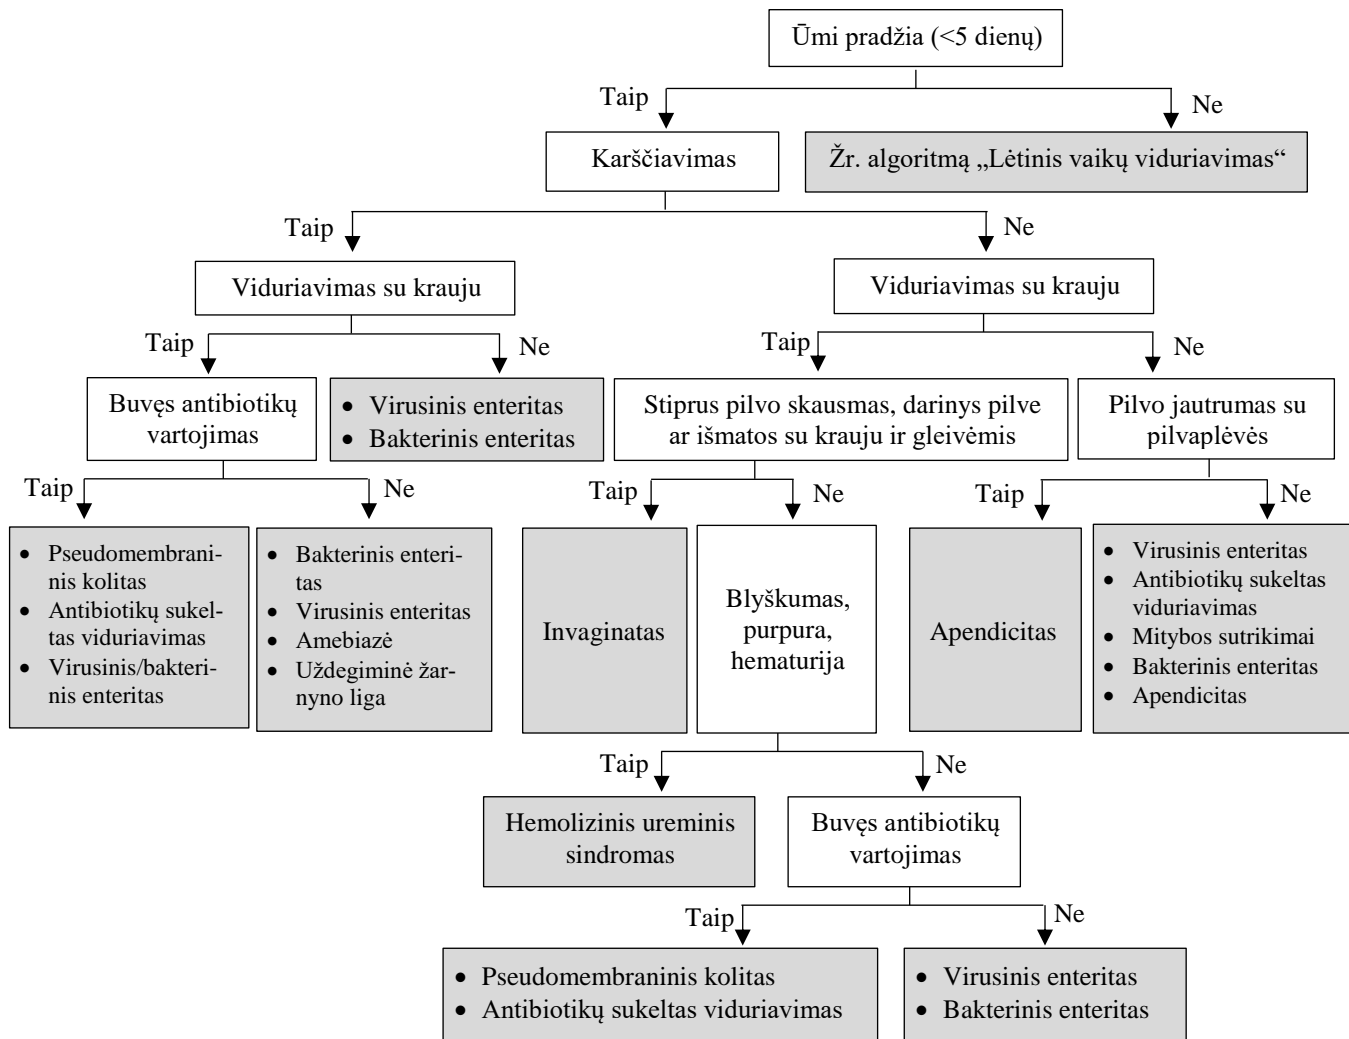 Ūmi pradžia (<5 dienų)
Taip
Ne
Karščiavimas
Žr. algoritmą „Lėtinis vaikų viduriavimas“
Taip
Ne
Viduriavimas su krauju
Viduriavimas su krauju
Taip
Ne
Taip
Ne
Buvęs antibiotikų
vartojimas
• Virusinis enteritas
• Bakterinis enteritas
Stiprus pilvo skausmas, darinys pilve
ar išmatos su krauju ir gleivėmis
Pilvo jautrumas su
pilvaplėvės
Taip
Ne
Taip
Ne
Taip
Ne
• Pseudomembrani-
nis kolitas
• Antibiotikų sukel-
tas viduriavimas
• Virusinis/bakteri-
nis enteritas
• Bakterinis enteri-
tas
• Virusinis enteritas
• Amebiazė
• Uždegiminė žar-
nyno liga
Invaginatas
Blyškumas,
purpura,
hematurija
Apendicitas
• Virusinis enteritas
• Antibiotikų sukeltas
viduriavimas
• Mitybos sutrikimai
• Bakterinis enteritas
• Apendicitas
Taip
Ne
Hemolizinis ureminis
sindromas
Buvęs antibiotikų
vartojimas
Taip
Ne
• Pseudomembraninis kolitas
• Antibiotikų sukeltas viduriavimas
• Virusinis enteritas
• Bakterinis enteritas